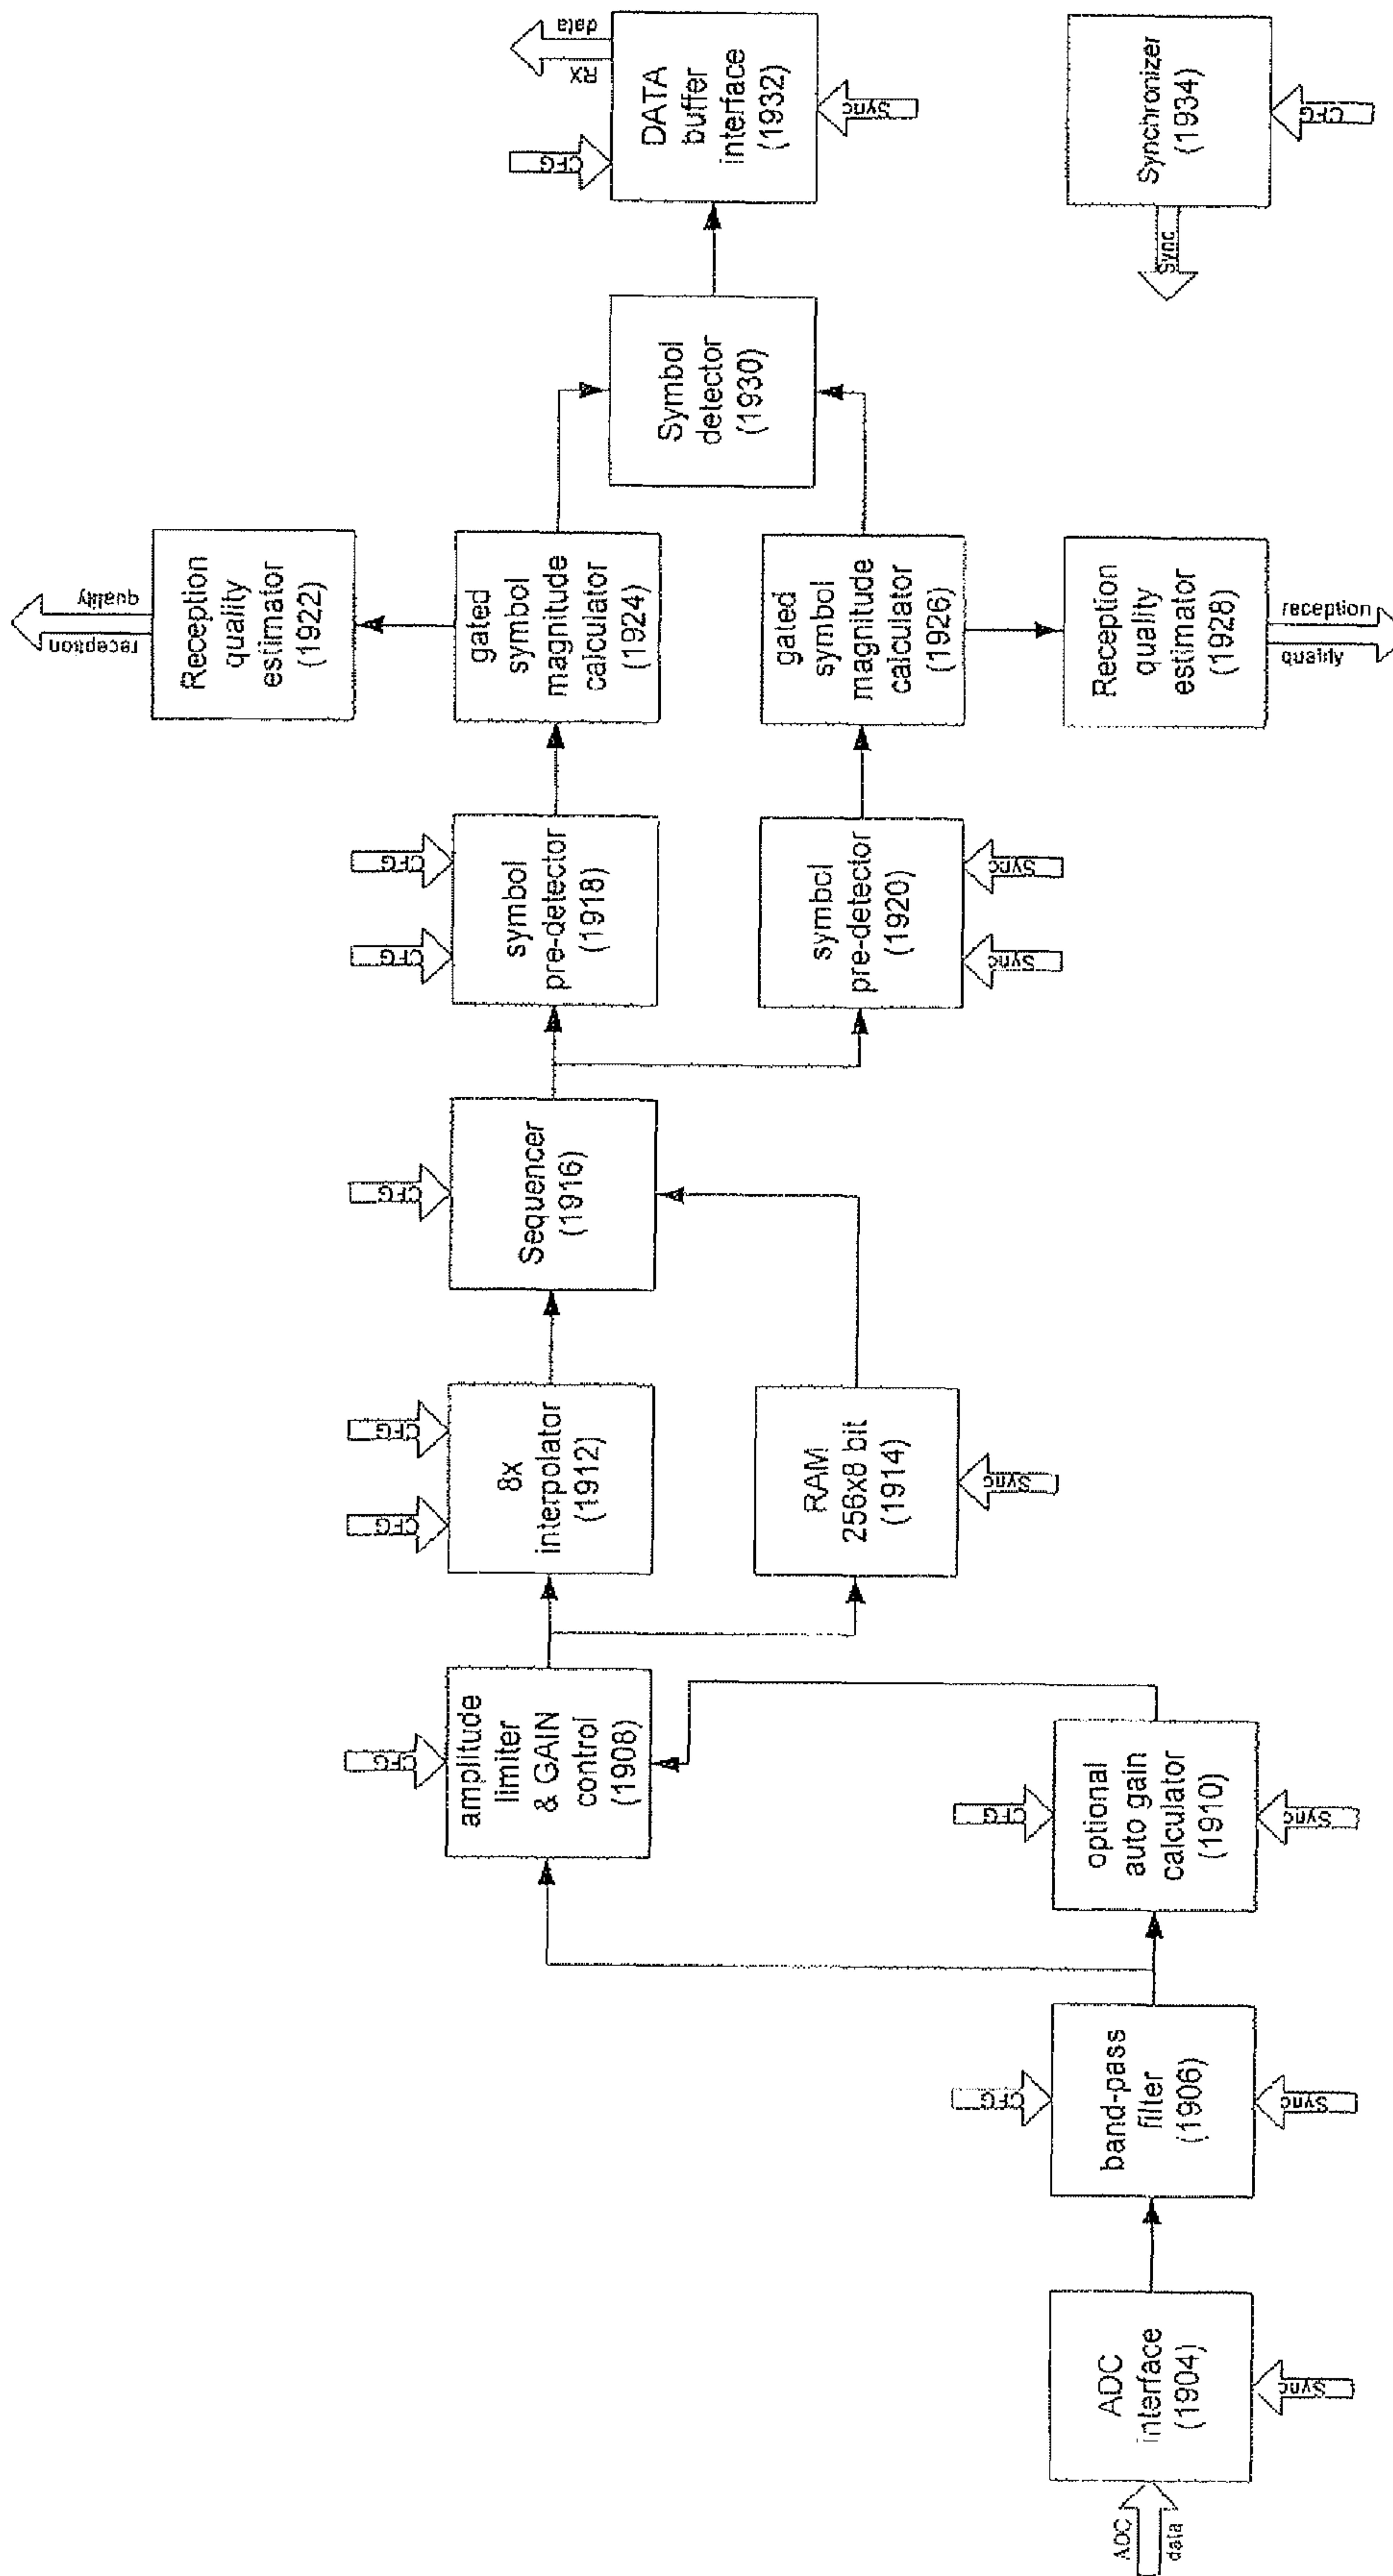 ADC
data
ADC
interface
(1904)
Sync
band-pass
filter
(1906)
CFG
Sync
optional
auto gain
calculator
(1910)
CFG
Sync
amplitude
limiter
& GAIN
control
(1908)
CFG
8x
interpolator
(1912)
CFG
CFG
RAM
256x8 bit
(1914)
Sync
Sequencer
(1916)
CFG
symbol
pre-detector
(1918)
CFG
CFG
symbol
pre-detector
(1920)
Sync
Sync
gated
symbol
magnitude
calculator
(1924)
gated
symbol
magnitude
calculator
(1926)
Reception
quality
estimator
(1922)
reception
quality
Reception
quality
estimator
(1928)
reception
quality
Symbol
detector
(1930)
DATA
buffer
interface
(1932)
CFG
RX
data
Sync
Synchronizer
(1934)
Sync
CFG